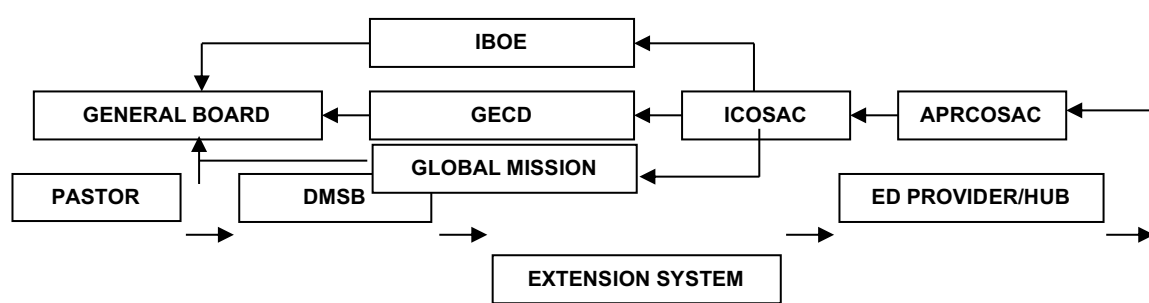 IBOE
GENERAL BOARD
GECD
ICOSAC
APRCOSAC
GLOBAL MISSION
PASTOR
DMSB
ED PROVIDER/HUB
EXTENSION SYSTEM